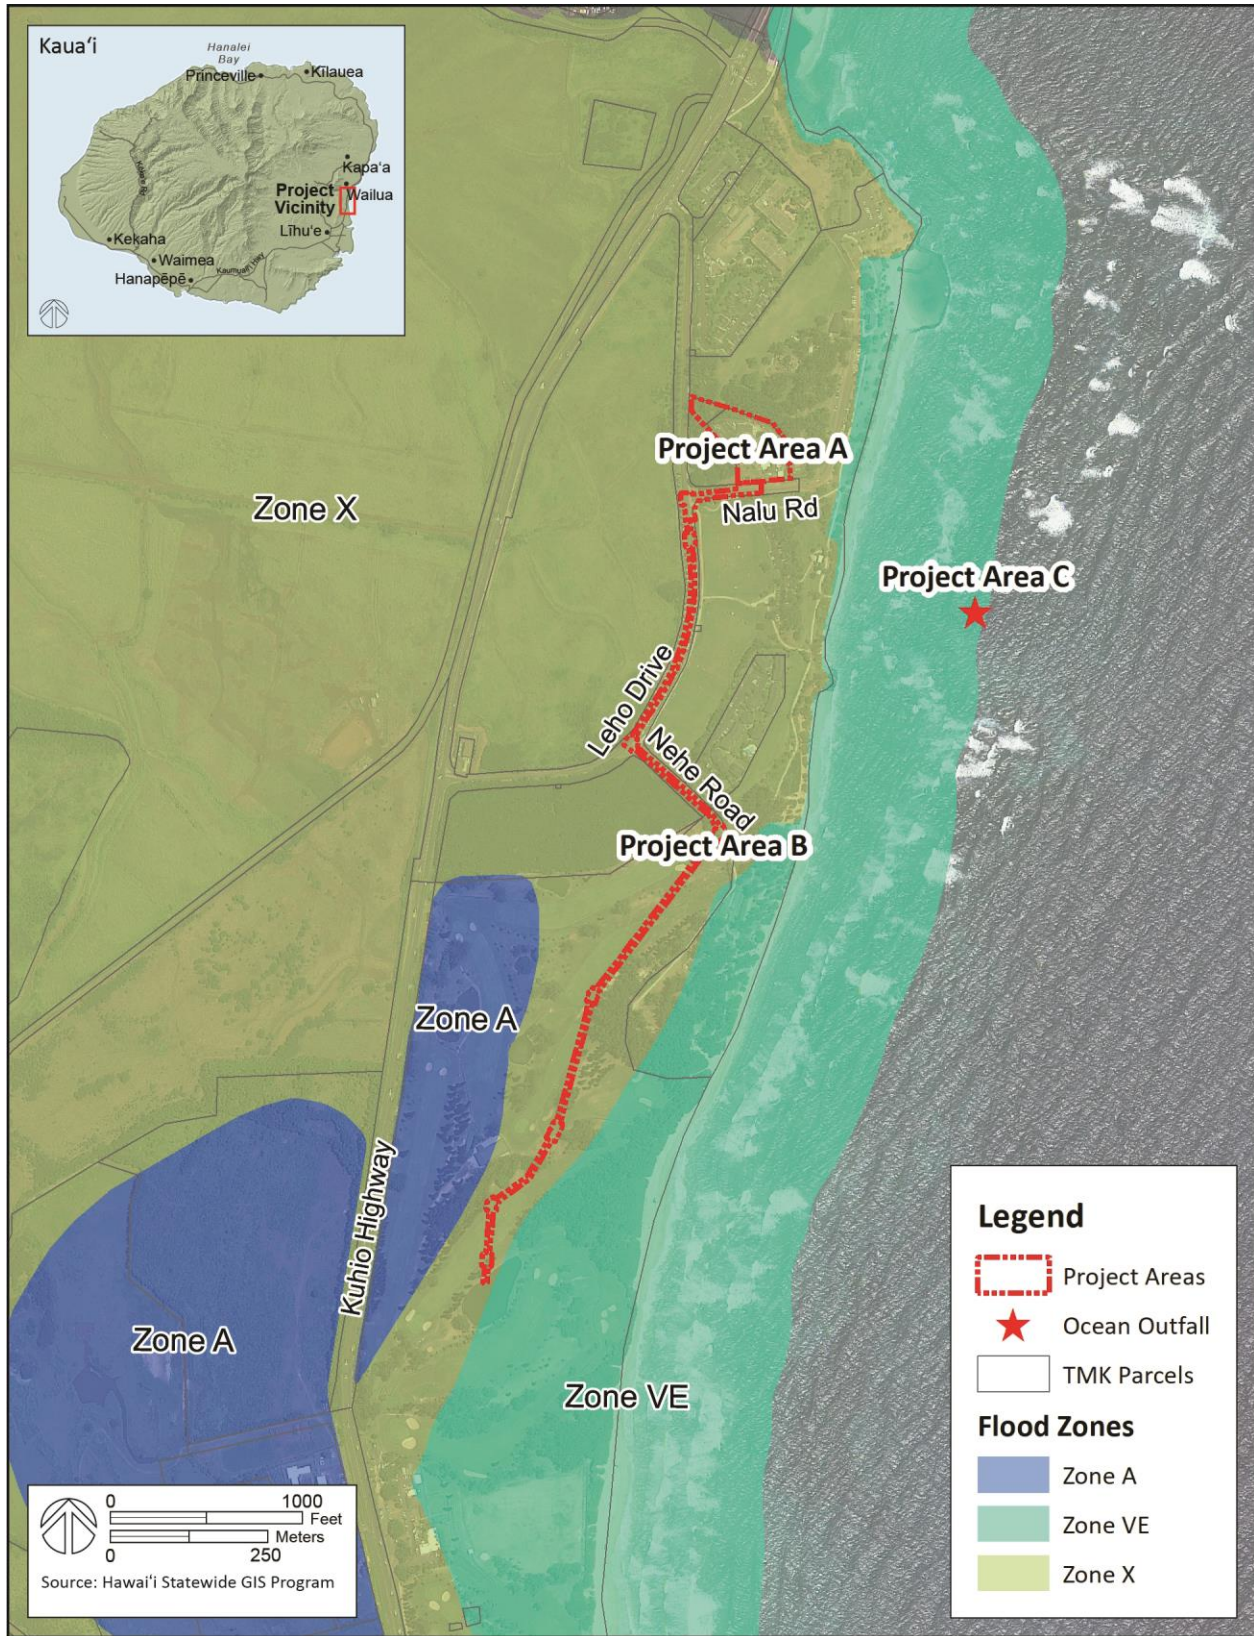 Kaua‘i
Hanalei
Bay
Princeville
Kīlauea
Kapa‘a
Wailua
Project
Vicinity
Līhu‘e
Kekaha
Waimea
Kaumuali‘i Hwy
Hanapēpē
Project Area A
Zone X
Nalu Rd
Project Area C
Leho Drive
Nehe Road
Project Area B
Zone A
Kuhio Highway
Zone A
Zone VE
Legend
Project Areas
Ocean Outfall
TMK Parcels
Flood Zones
Zone A
Zone VE
Zone X
0 1000
Feet
Meters
0 250
Source: Hawai‘i Statewide GIS Program